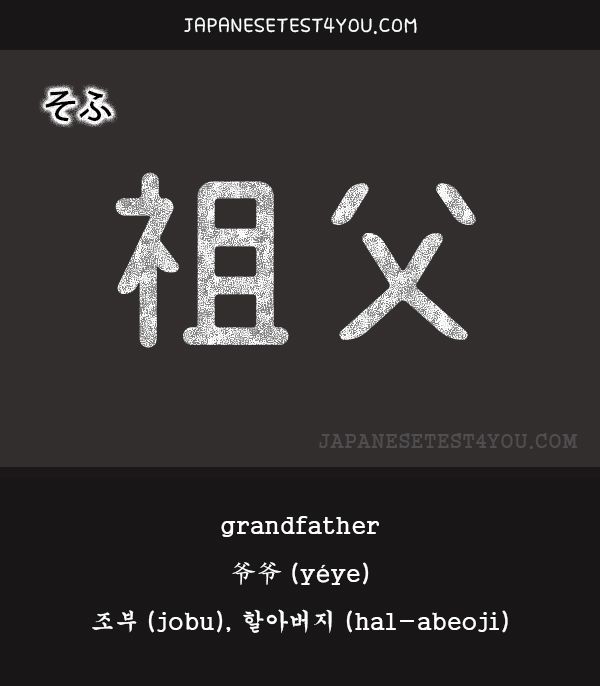 JAPANESETEST4YOU.COM
そふ
祖父
JAPANESETEST4YOU.COM
grandfather
爷爷 (yéye)
조부 (jobu), 할아버지 (hal-abeoji)